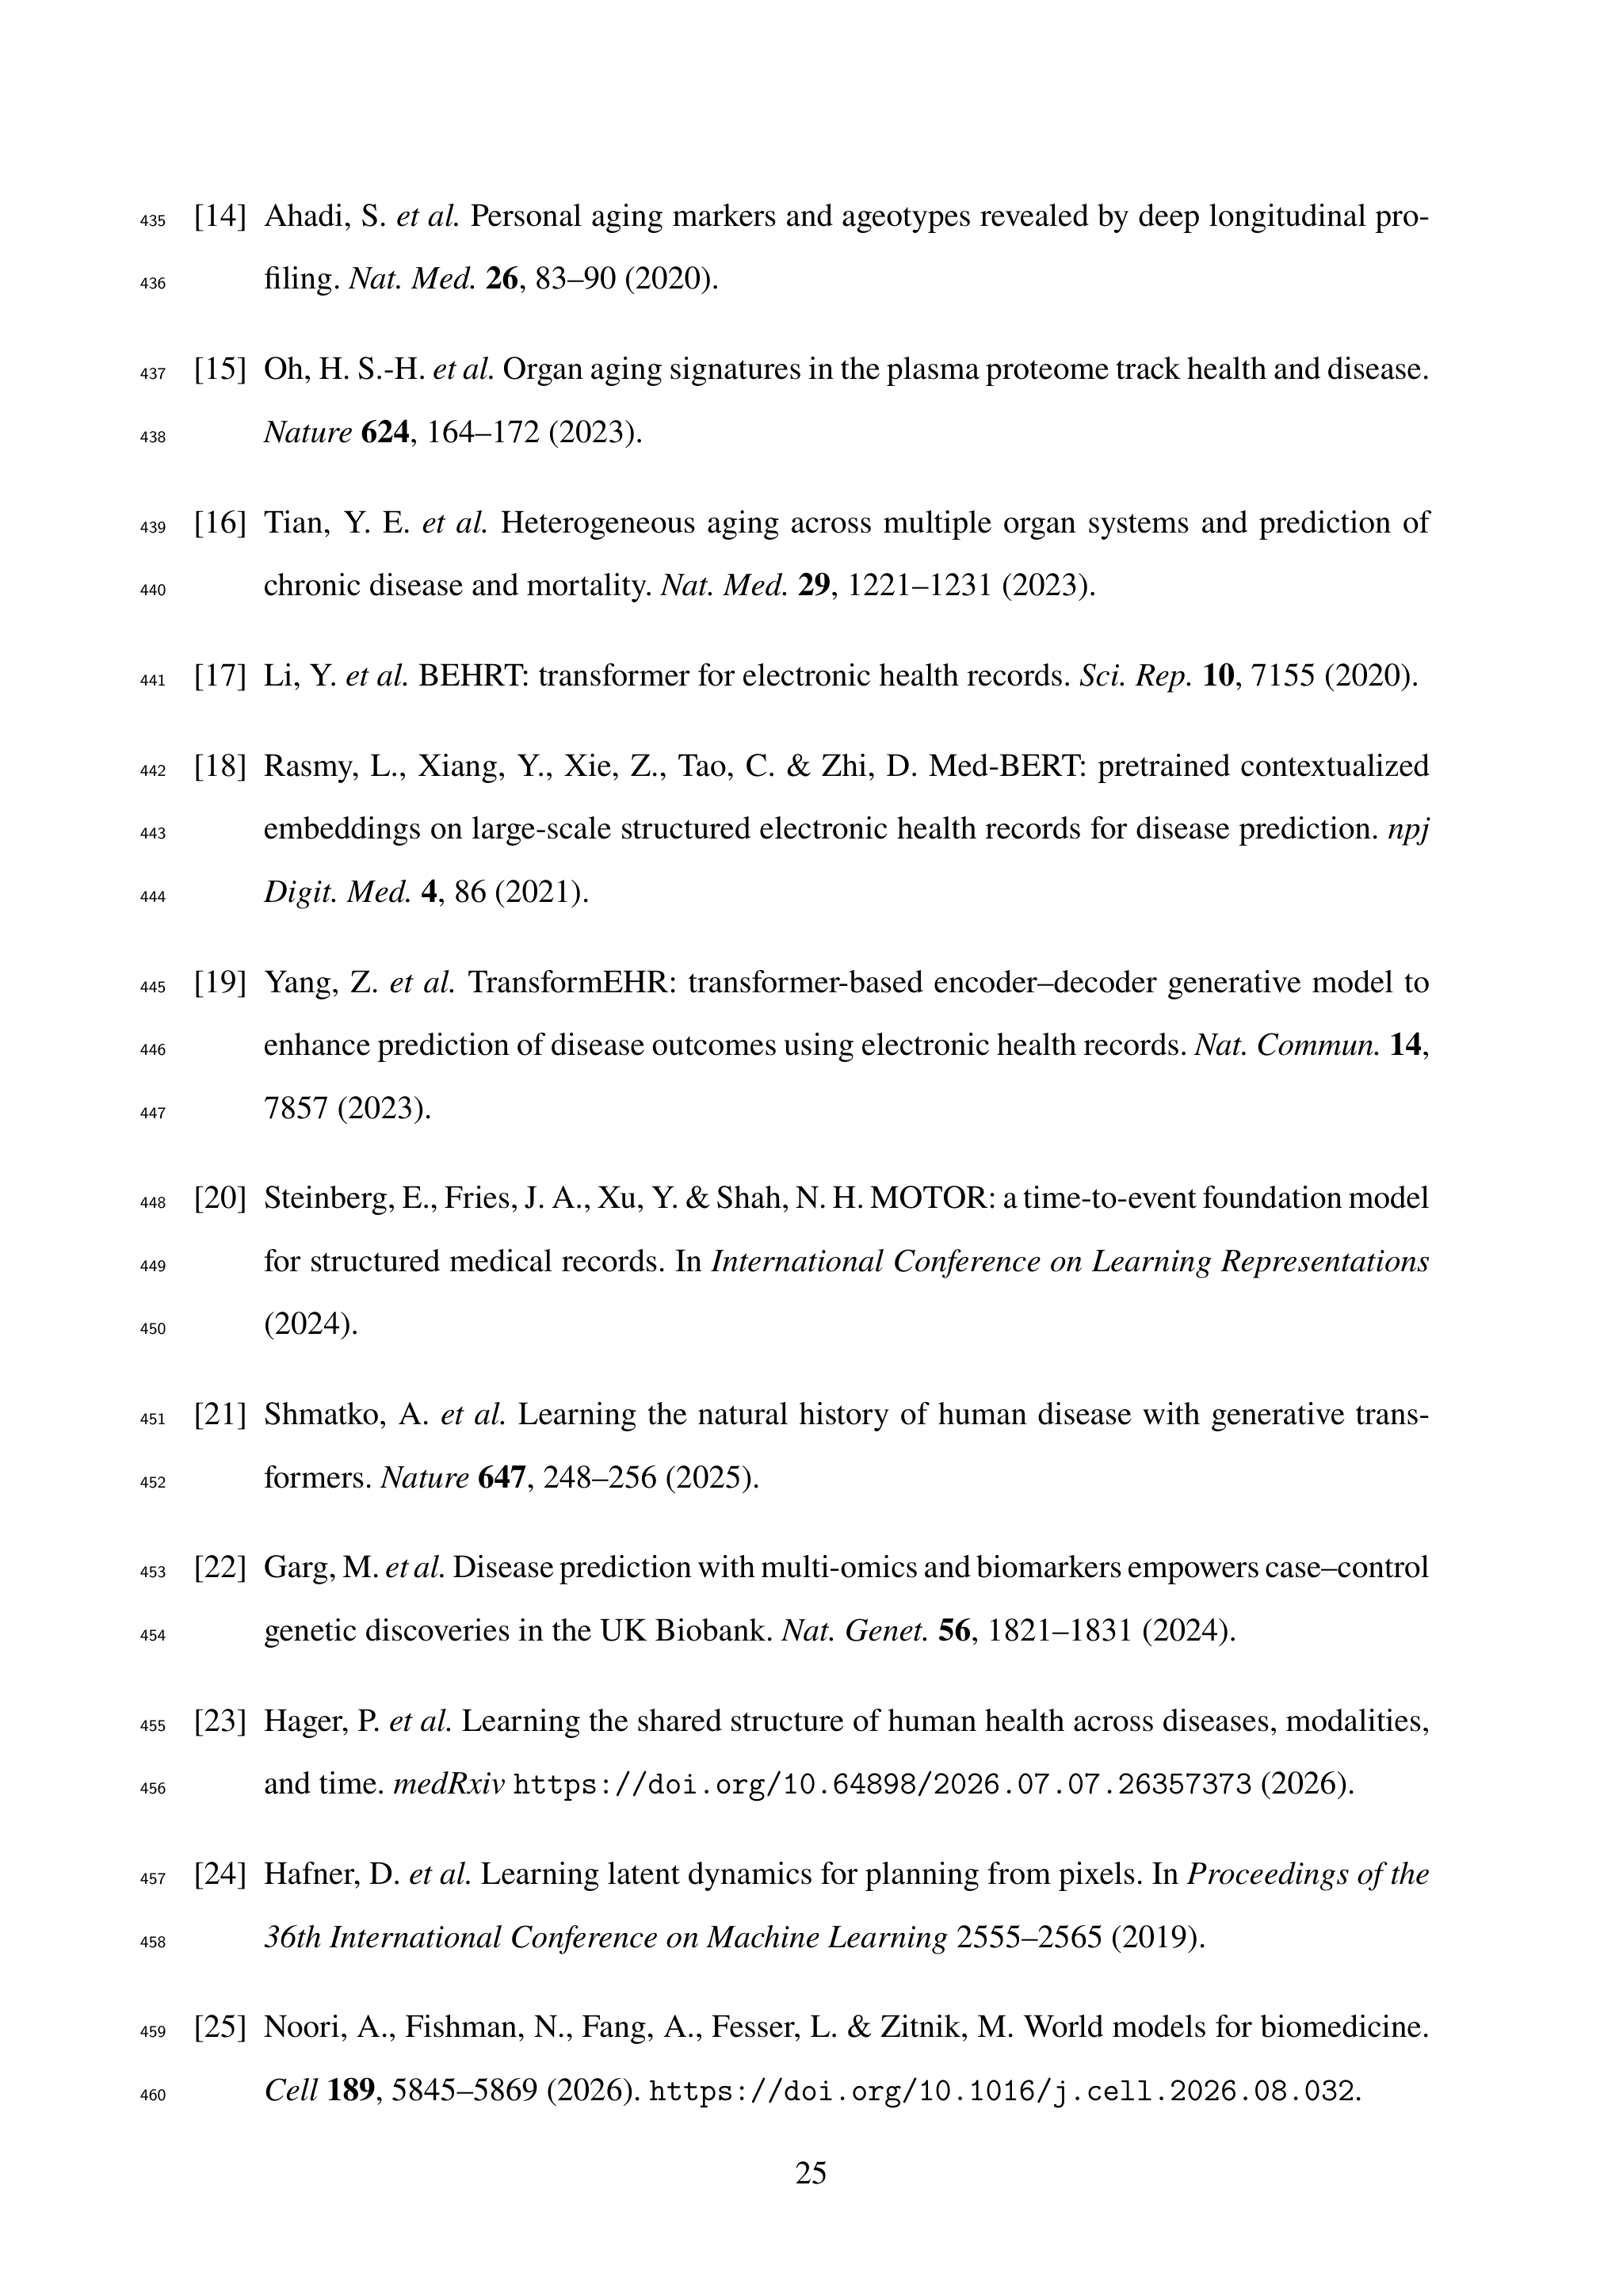 435 [14] Ahadi, S. et al. Personal aging markers and ageotypes revealed by deep longitudinal pro-
436 filing. Nat. Med. 26, 83–90 (2020).
437 [15] Oh, H. S.-H. et al. Organ aging signatures in the plasma proteome track health and disease.
438 Nature 624, 164–172 (2023).
439 [16] Tian, Y. E. et al. Heterogeneous aging across multiple organ systems and prediction of
440 chronic disease and mortality. Nat. Med. 29, 1221–1231 (2023).
441 [17] Li, Y. et al. BEHRT: transformer for electronic health records. Sci. Rep. 10, 7155 (2020).
442 [18] Rasmy, L., Xiang, Y., Xie, Z., Tao, C. & Zhi, D. Med-BERT: pretrained contextualized
443 embeddings on large-scale structured electronic health records for disease prediction. npj
444 Digit. Med. 4, 86 (2021).
445 [19] Yang, Z. et al. TransformEHR: transformer-based encoder–decoder generative model to
446 enhance prediction of disease outcomes using electronic health records. Nat. Commun. 14,
447 7857 (2023).
448 [20] Steinberg, E., Fries, J. A., Xu, Y. & Shah, N. H. MOTOR: a time-to-event foundation model
449 for structured medical records. In International Conference on Learning Representations
450 (2024).
451 [21] Shmatko, A. et al. Learning the natural history of human disease with generative trans-
452 formers. Nature 647, 248–256 (2025).
453 [22] Garg, M. et al. Disease prediction with multi-omics and biomarkers empowers case–control
454 genetic discoveries in the UK Biobank. Nat. Genet. 56, 1821–1831 (2024).
455 [23] Hager, P. et al. Learning the shared structure of human health across diseases, modalities,
456 and time. medRxiv https://doi.org/10.64898/2026.07.07.26357373 (2026).
457 [24] Hafner, D. et al. Learning latent dynamics for planning from pixels. In Proceedings of the
458 36th International Conference on Machine Learning 2555–2565 (2019).
459 [25] Noori, A., Fishman, N., Fang, A., Fesser, L. & Zitnik, M. World models for biomedicine.
460 Cell 189, 5845–5869 (2026). https://doi.org/10.1016/j.cell.2026.08.032.
25